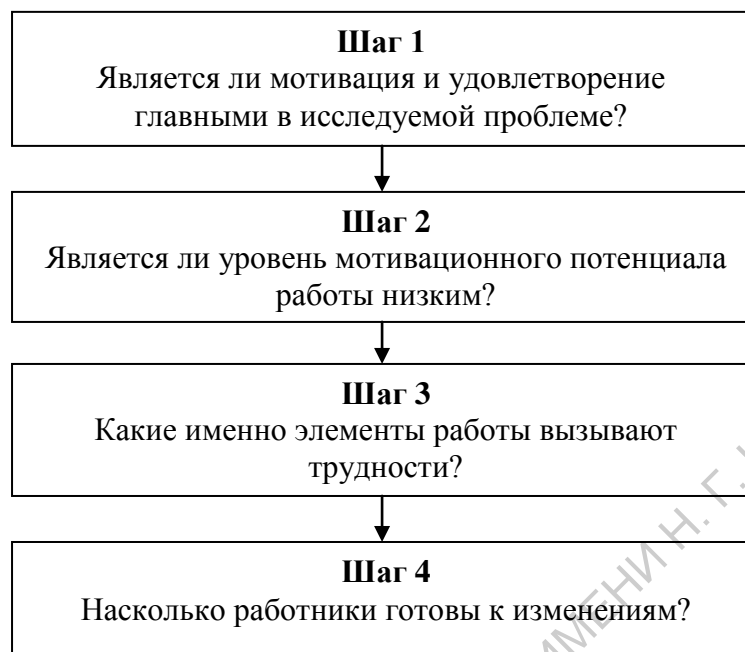 Шаг 1
Является ли мотивация и удовлетворение
главными в исследуемой проблеме?
Шаг 2
Является ли уровень мотивационного потенциала
работы низким?
Шаг 3
Какие именно элементы работы вызывают
трудности?
Шаг 4
Насколько работники готовы к изменениям?
ИМЕНИ Н. Г.